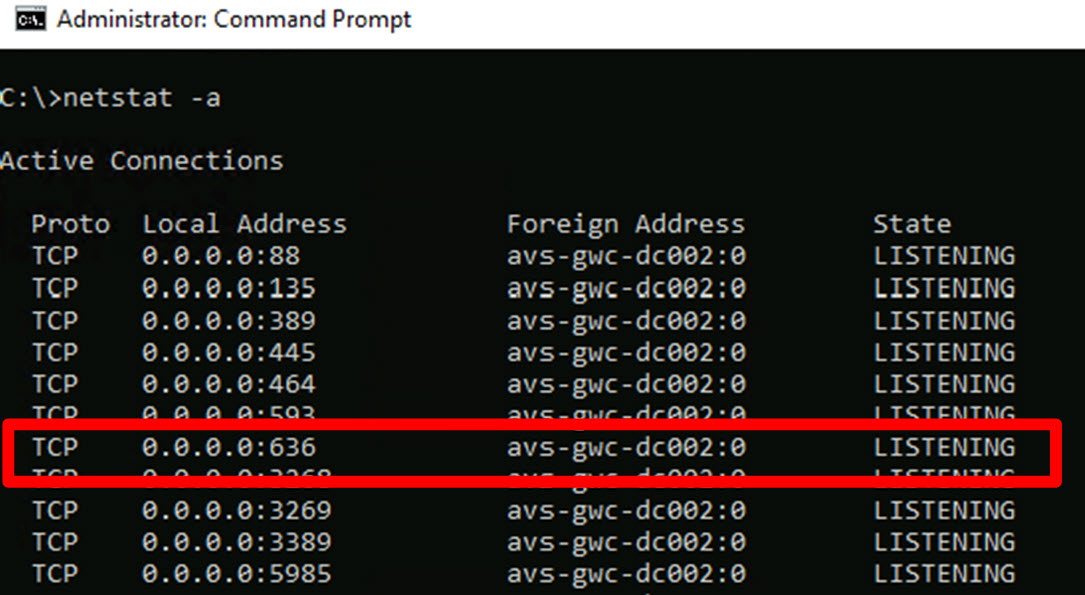 Administrator: Command Prompt
C:\>netstat -a
Active Connections
Proto Local Address Foreign Address State
TCP 0.0.0.0:88 avs-gwc-dc002:0 LISTENING
TCP 0.0.0.0:135 avs-gwc-dc002:0 LISTENING
TCP 0.0.0.0:389 avs-gwc-dc002:0 LISTENING
TCP 0.0.0.0:445 avs-gwc-dc002:0 LISTENING
TCP 0.0.0.0:464 avs-gwc-dc002:0 LISTENING
TCP 0.0.0.0:593 avs-gwc-dc002:0 LISTENING
TCP 0.0.0.0:636 avs-gwc-dc002:0 LISTENING
TCP 0.0.0.0:3268 avs-gwc-dc002:0 LISTENING
TCP 0.0.0.0:3269 avs-gwc-dc002:0 LISTENING
TCP 0.0.0.0:3389 avs-gwc-dc002:0 LISTENING
TCP 0.0.0.0:5985 avs-gwc-dc002:0 LISTENING